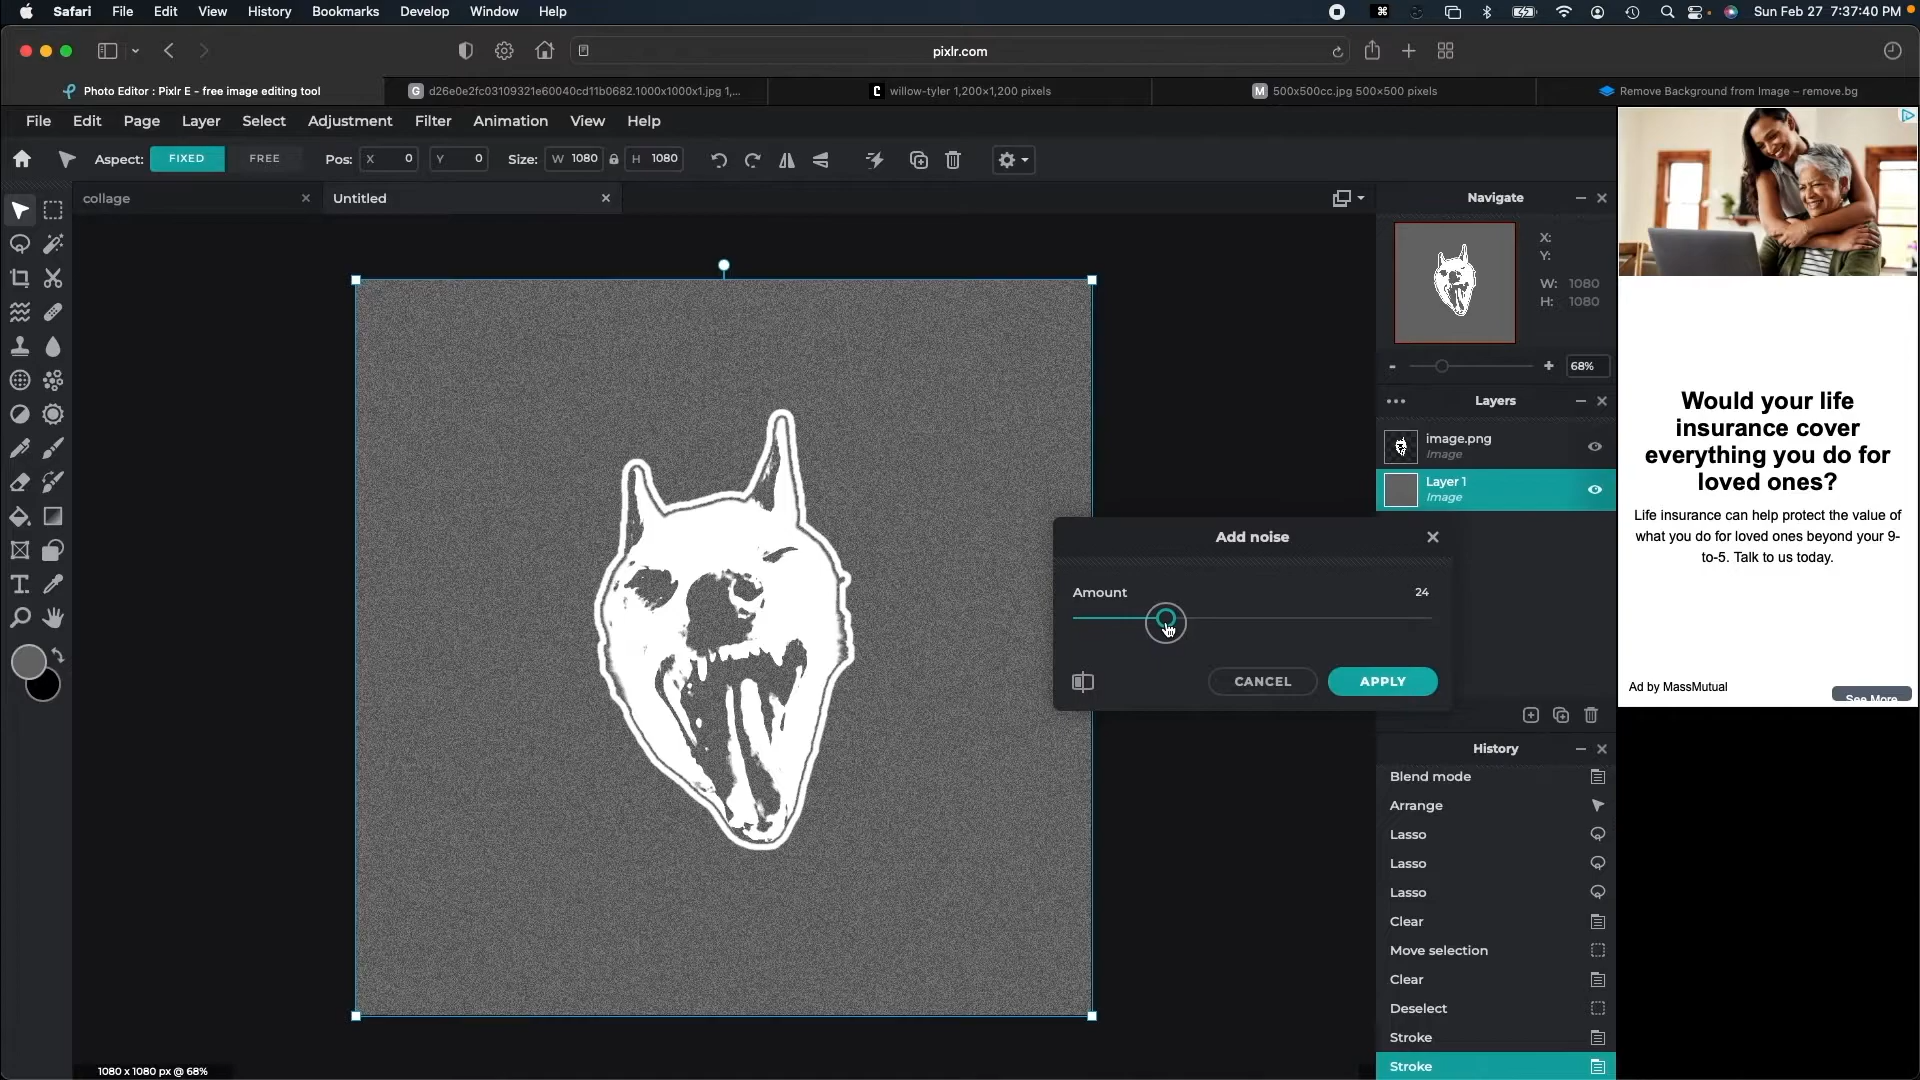 Safari File Edit View History Bookmarks Develop Window Help
Sun Feb 27 7:37:40 PM
pixlr.com
Photo Editor : Pixlr E - free image editing tool
G d26e0e2fc03109321e60040cd11b0682.1000x1000x1.jpg 1,...
C willow-tyler 1,200×1,200 pixels
M 500x500cc.jpg 500×500 pixels
Remove Background from Image – remove.bg
File Edit Page Layer Select Adjustment Filter Animation View Help
Aspect: FIXED FREE Pos: X 0 Y 0 Size: W 1080 H 1080
collage
Untitled
Navigate
X:
Y:
W: 1080
H: 1080
68%
Layers
image.png
Image
Layer 1
Image
Add noise
Amount 24
CANCEL APPLY
History
Blend mode
Arrange
Lasso
Lasso
Lasso
Clear
Move selection
Clear
Deselect
Stroke
Stroke
1080 x 1080 px @ 68%
Would your life
insurance cover
everything you do for
loved ones?
Life insurance can help protect the value of
what you do for loved ones beyond your 9-
to-5. Talk to us today.
Ad by MassMutual
See More